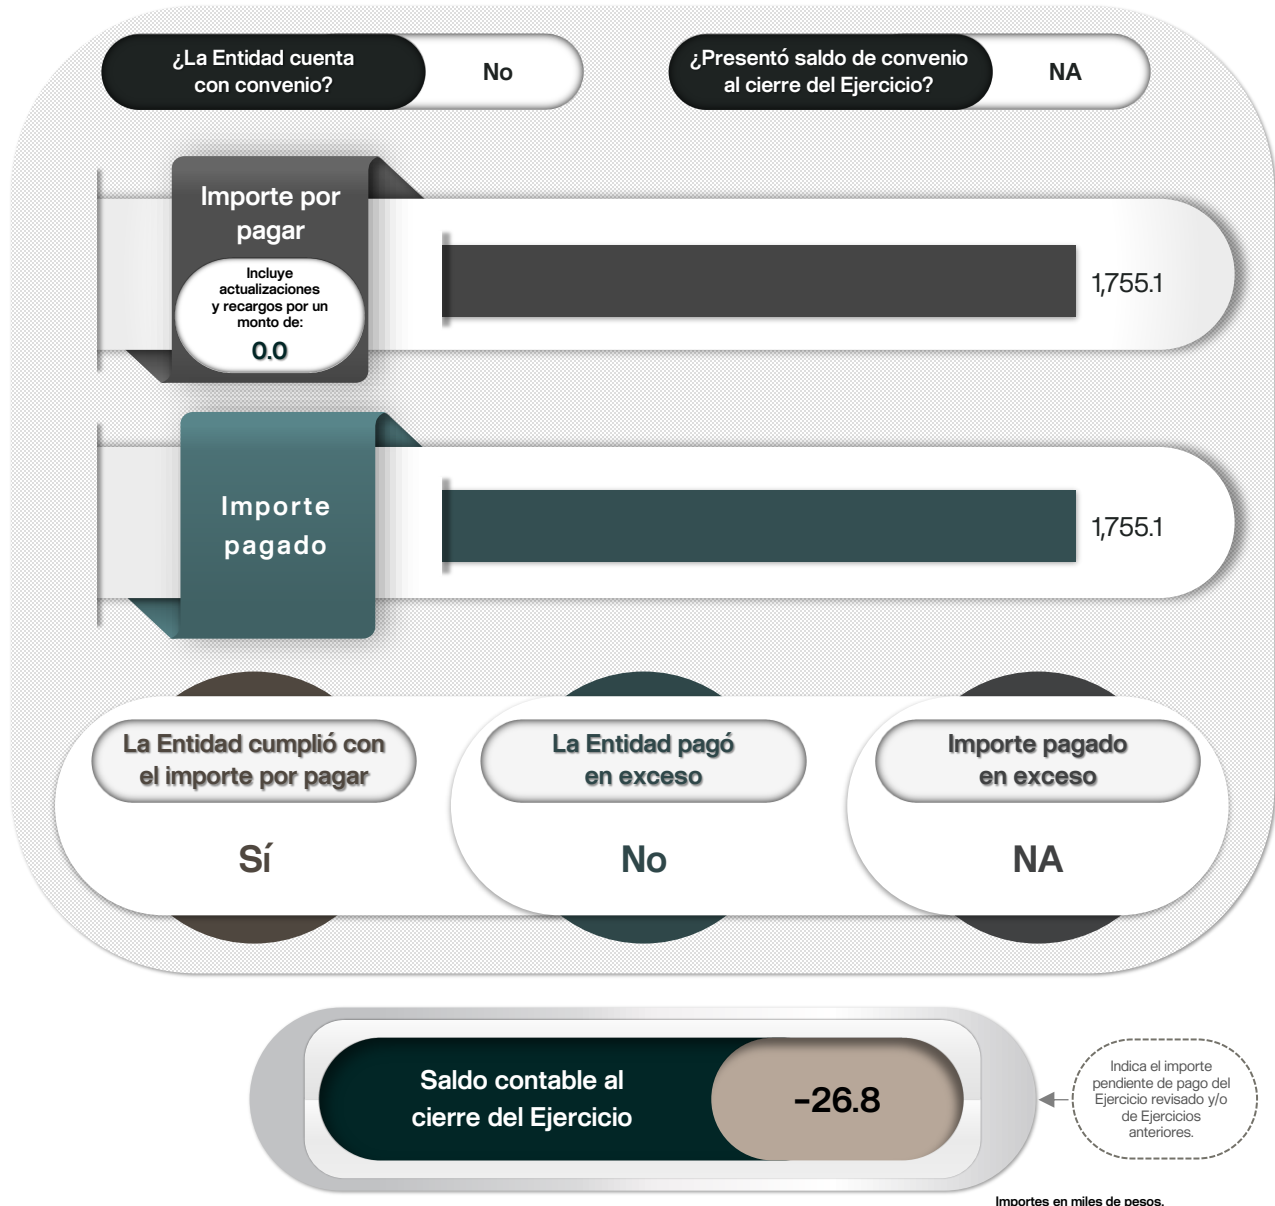 ¿La Entidad cuenta
con convenio?
No
¿Presentó saldo de convenio
al cierre del Ejercicio?
NA
Importe por
pagar
Incluye
actualizaciones
y recargos por un
monto de:
0.0
1,755.1
Importe
pagado
1,755.1
La Entidad cumplió con
el importe por pagar
Sí
La Entidad pagó
en exceso
No
Importe pagado
en exceso
NA
Saldo contable al
cierre del Ejercicio
-26.8
Indica el importe
pendiente de pago del
Ejercicio revisado y/o
de Ejercicios
anteriores.
Importes en miles de pesos.